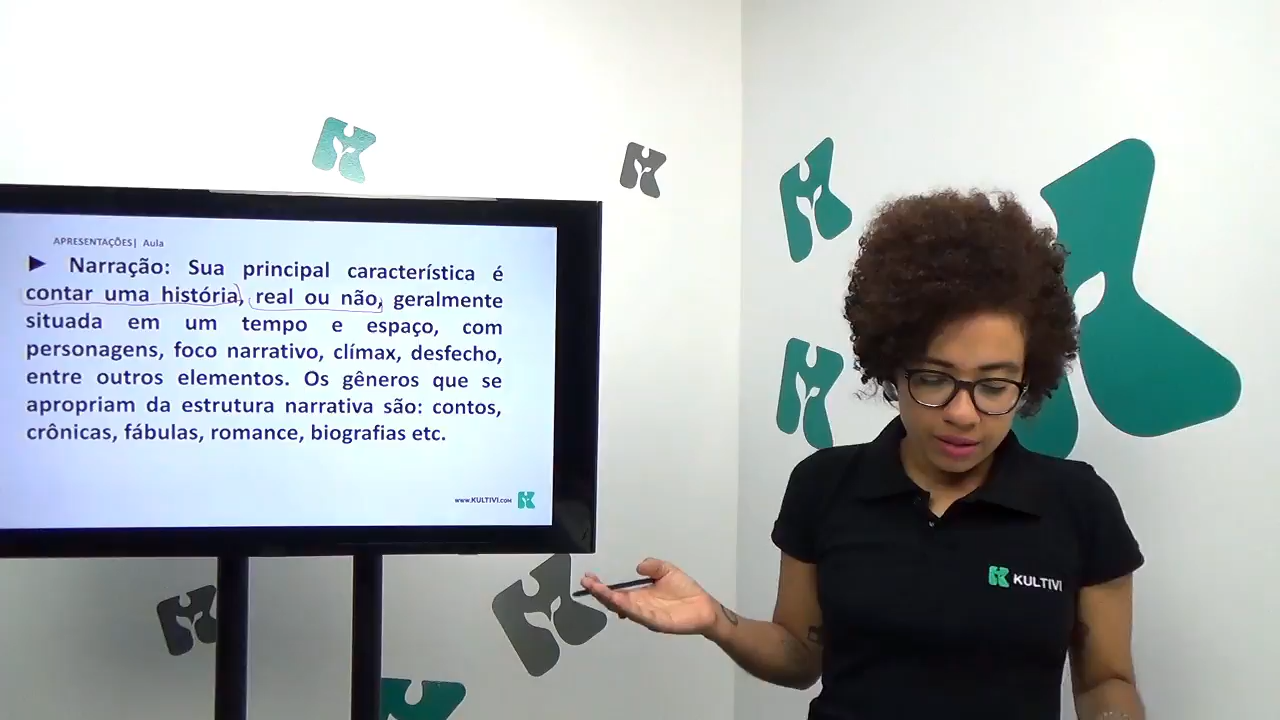 APRESENTAÇÕES| Aula
► Narração: Sua principal característica é
contar uma história, real ou não, geralmente
situada em um tempo e espaço, com
personagens, foco narrativo, clímax, desfecho,
entre outros elementos. Os gêneros que se
apropriam da estrutura narrativa são: contos,
crônicas, fábulas, romance, biografias etc.
www.KULTIVI.COM
KULTIVI